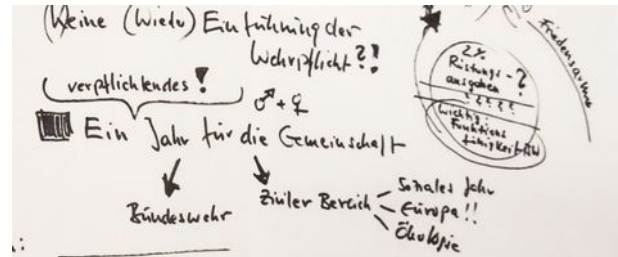 (Keine (Wieder) Einführung der
Wehrpflicht?!
verpflichtendes !
♂ + ♀
Ein Jahr für die Gemeinschaft
Bundeswehr
Ziviler Bereich
Soziales Jahr
Europa!!
Ökologie
2%
Rüstungs-
ausgaben?
? ? ? ? ?
Wichtig:
Funktions
fähigkeit BW